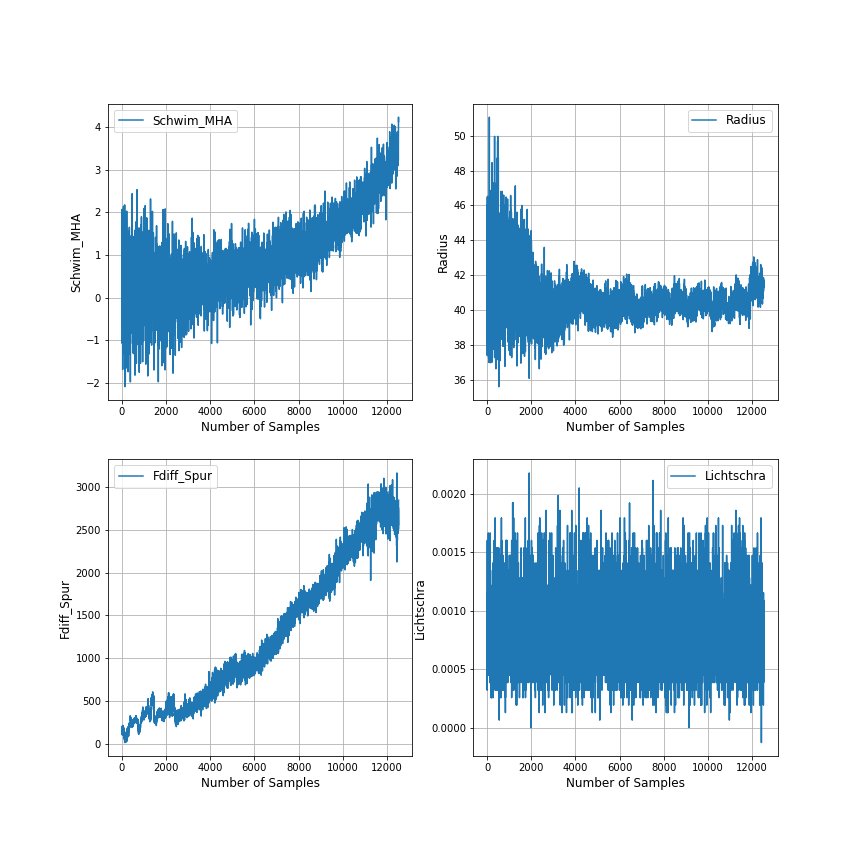 Schwim_MHA
4
3
2
1
0
−1
−2
Schwim_MHA
0 2000 4000 6000 8000 10000 12000
Number of Samples
Radius
50
48
46
44
42
40
38
36
Radius
0 2000 4000 6000 8000 10000 12000
Number of Samples
Fdiff_Spur
3000
2500
2000
1500
1000
500
0
Fdiff_Spur
0 2000 4000 6000 8000 10000 12000
Number of Samples
Lichtschra
0.0020
0.0015
0.0010
0.0005
0.0000
Lichtschra
0 2000 4000 6000 8000 10000 12000
Number of Samples